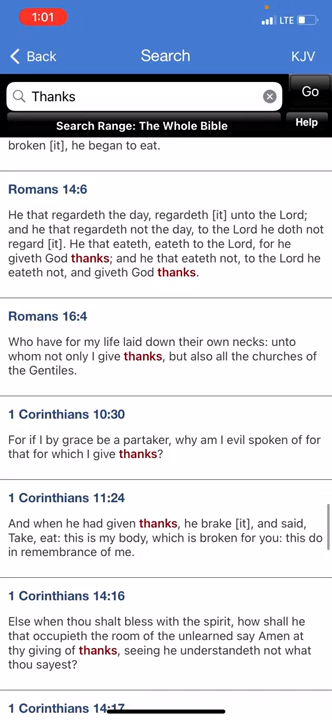 1:01
LTE
Back
Search
KJV
Thanks
Go
Search Range: The Whole Bible
Help
broken [it], he began to eat.
Romans 14:6
He that regardeth the day, regardeth [it] unto the Lord;
and he that regardeth not the day, to the Lord he doth not
regard [it]. He that eateth, eateth to the Lord, for he
giveth God thanks; and he that eateth not, to the Lord he
eateth not, and giveth God thanks.
Romans 16:4
Who have for my life laid down their own necks: unto
whom not only I give thanks, but also all the churches of
the Gentiles.
1 Corinthians 10:30
For if I by grace be a partaker, why am I evil spoken of for
that for which I give thanks?
1 Corinthians 11:24
And when he had given thanks, he brake [it], and said,
Take, eat: this is my body, which is broken for you: this do
in remembrance of me.
1 Corinthians 14:16
Else when thou shalt bless with the spirit, how shall he
that occupieth the room of the unlearned say Amen at
thy giving of thanks, seeing he understandeth not what
thou sayest?
1 Corinthians 14:17